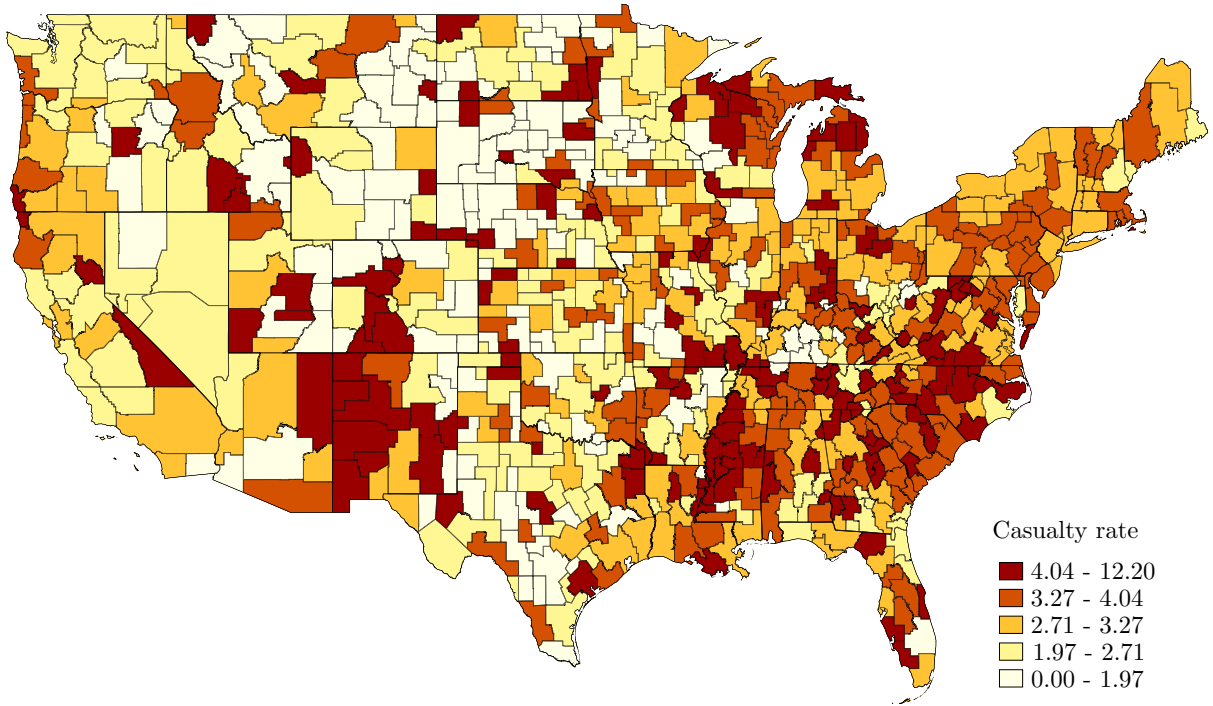 Casualty rate
4.04 - 12.20
3.27 - 4.04
2.71 - 3.27
1.97 - 2.71
0.00 - 1.97